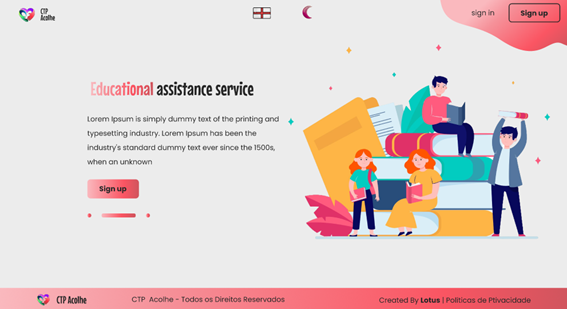 CTP
Acolhe
sign in
Sign up
Educational assistance service
Lorem Ipsum is simply dummy text of the printing and
typesetting industry. Lorem Ipsum has been the
industry's standard dummy text ever since the 1500s,
when an unknown
Sign up
CTP Acolhe
CTP Acolhe - Todos os Direitos Reservados
Created By Lotus | Políticas de Ptivacidade